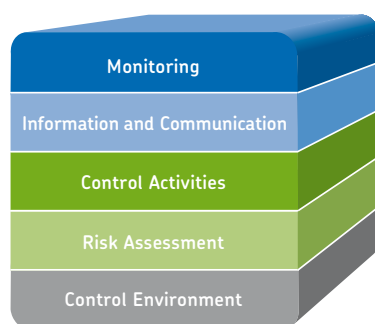 Monitoring
Information and Communication
Control Activities
Risk Assessment
Control Environment